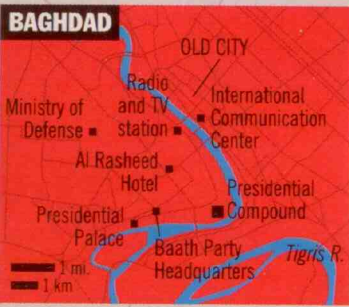 BAGHDAD
OLD CITY
Radio
and TV
station
International
Communication
Center
Ministry of
Defense
Al Rasheed
Hotel
Presidential
Compound
Presidential
Palace
Baath Party
Headquarters
Tigris R.
1 mi.
1 km